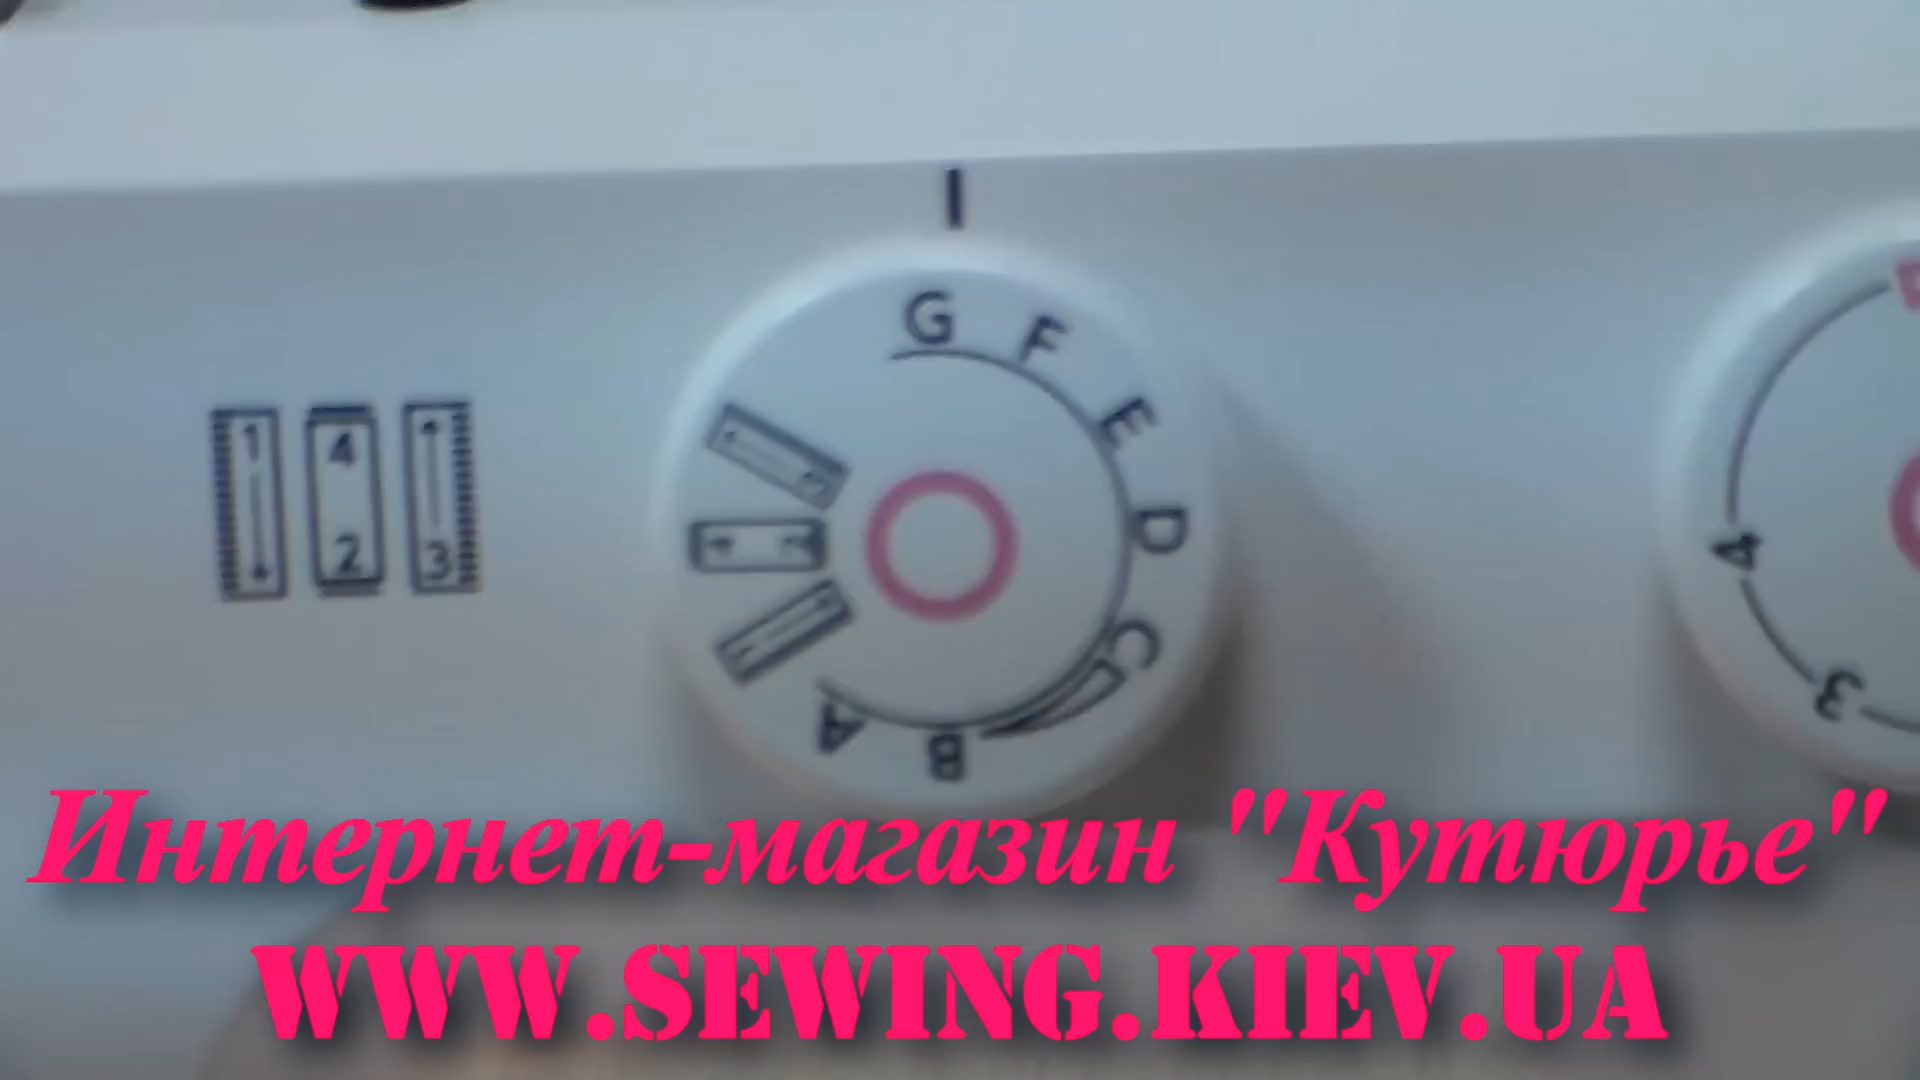 I
G F E D C B A
1 4 3
2
4
3
Интернет-магазин "Кутюрье"
WWW.SEWING.KIEV.UA